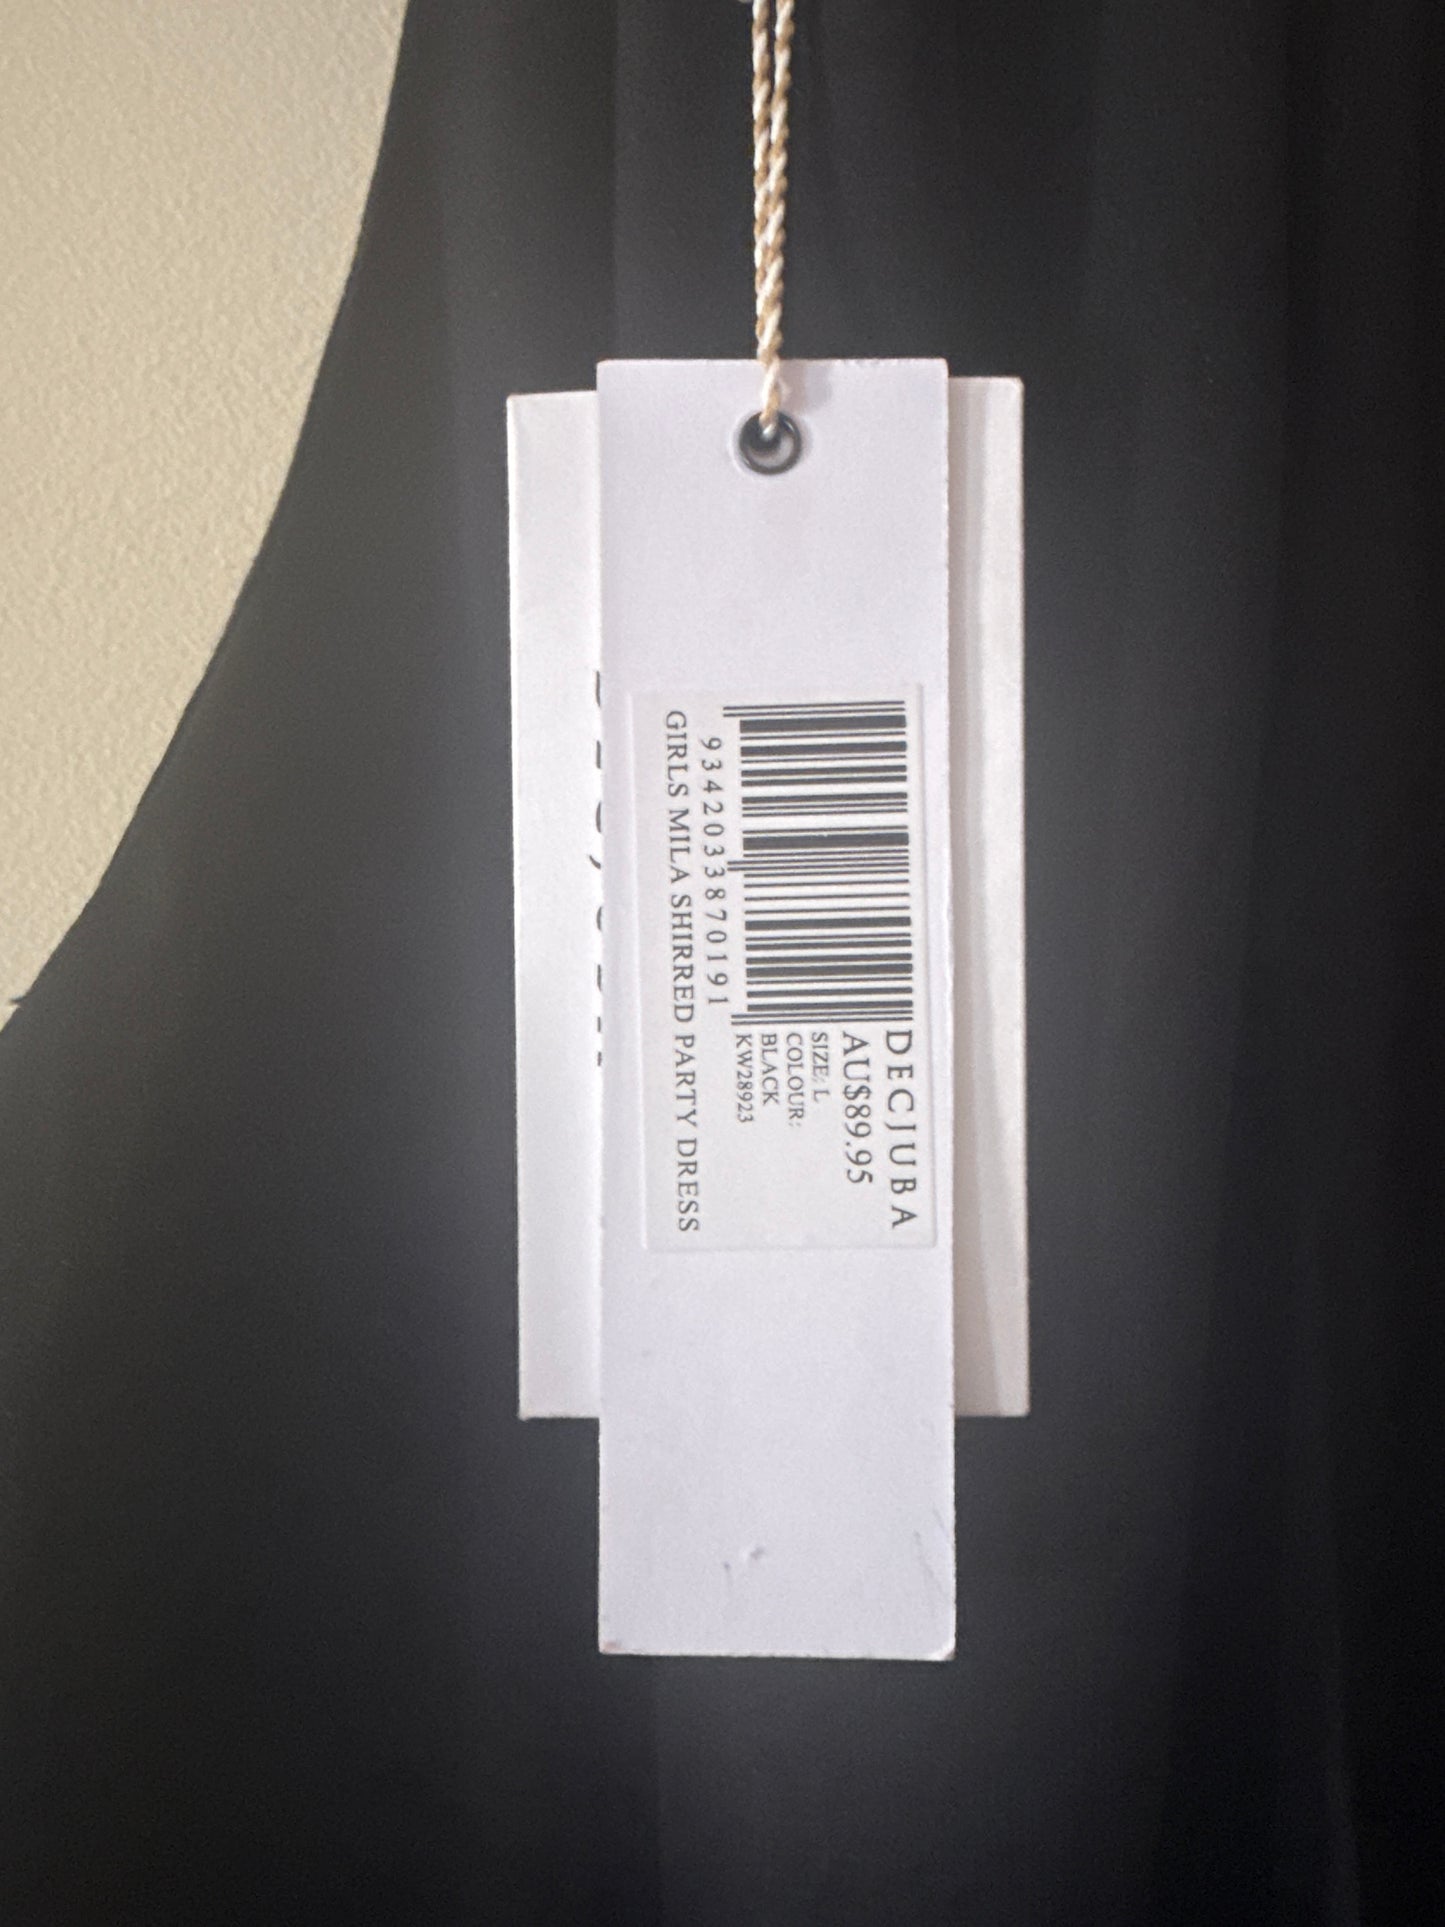 DECJUBA
AU$89.95
SIZE: L
COLOUR:
BLACK
KW28923
9342033870191
GIRLS MILA SHIRRED PARTY DRESS